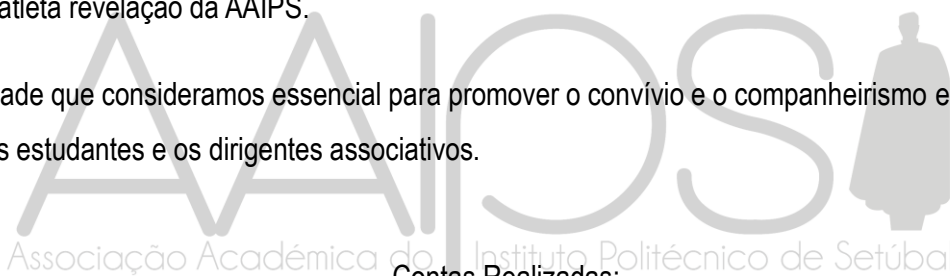 atleta revelação da AAIPS.
ade que consideramos essencial para promover o convívio e o companheirismo e
s estudantes e os dirigentes associativos.
AAIPS
Associação Académica do Instituto Politécnico de Setúbal
Contas Realizadas: